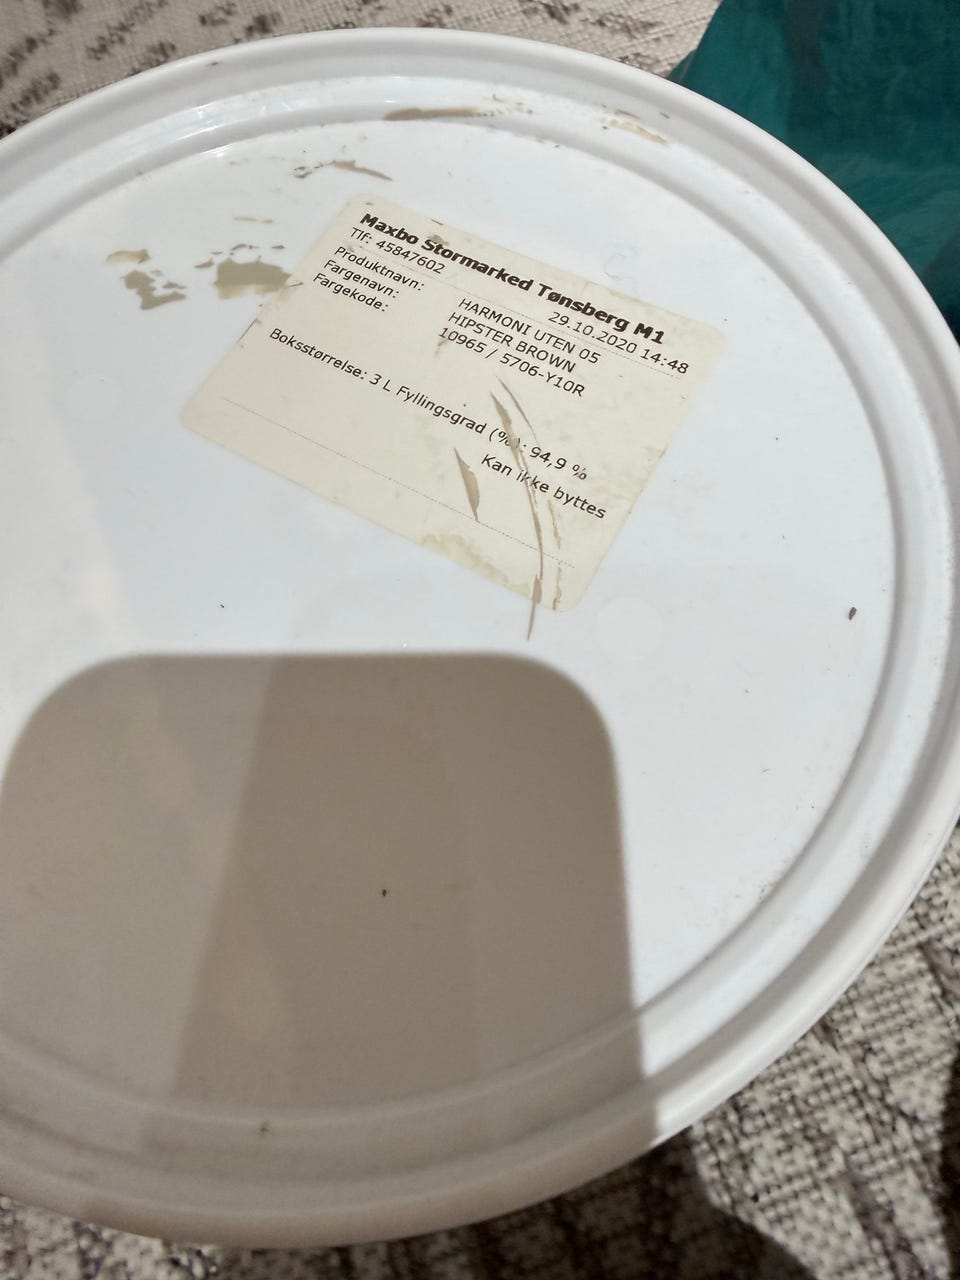 Maxbo Stormarked Tønsberg M1
Tlf: 45847602 29.10.2020 14:48
Produktnavn: HARMONI UTEN 05
Fargenavn: HIPSTER BROWN
Fargekode: 10965 / 5706-Y10R
Boksstørrelse: 3 L Fyllingsgrad (%): 94,9 %
Kan ikke byttes